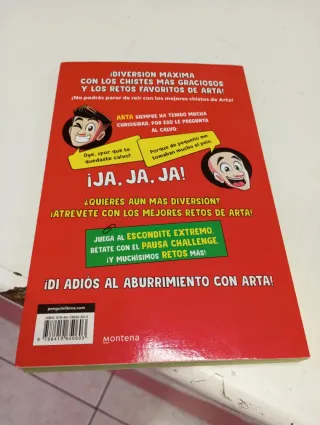 ¡DIVERSIÓN MÁXIMA
CON LOS CHISTES MÁS GRACIOSOS
Y LOS RETOS FAVORITOS DE ARTA!
¡No podrás parar de reír con los mejores chistes de Arta!
ARTA SIEMPRE HA TENIDO MUCHA
CURIOSIDAD, POR ESO LE PREGUNTA
AL CALVO:
Oye, ¿por qué te
quedaste calvo?
Porque de pequeño me
tomaban mucho el pelo
¡JA, JA, JA!
¿QUIERES AÚN MÁS DIVERSIÓN?
¡ATRÉVETE CON LOS MEJORES RETOS DE ARTA!
JUEGA AL ESCONDITE EXTREMO,
RÉTATE CON EL PAUSA CHALLENGE,
¡Y MUCHÍSIMOS RETOS MÁS!
¡DI ADIÓS AL ABURRIMIENTO CON ARTA!
penguinlibros.com
montena